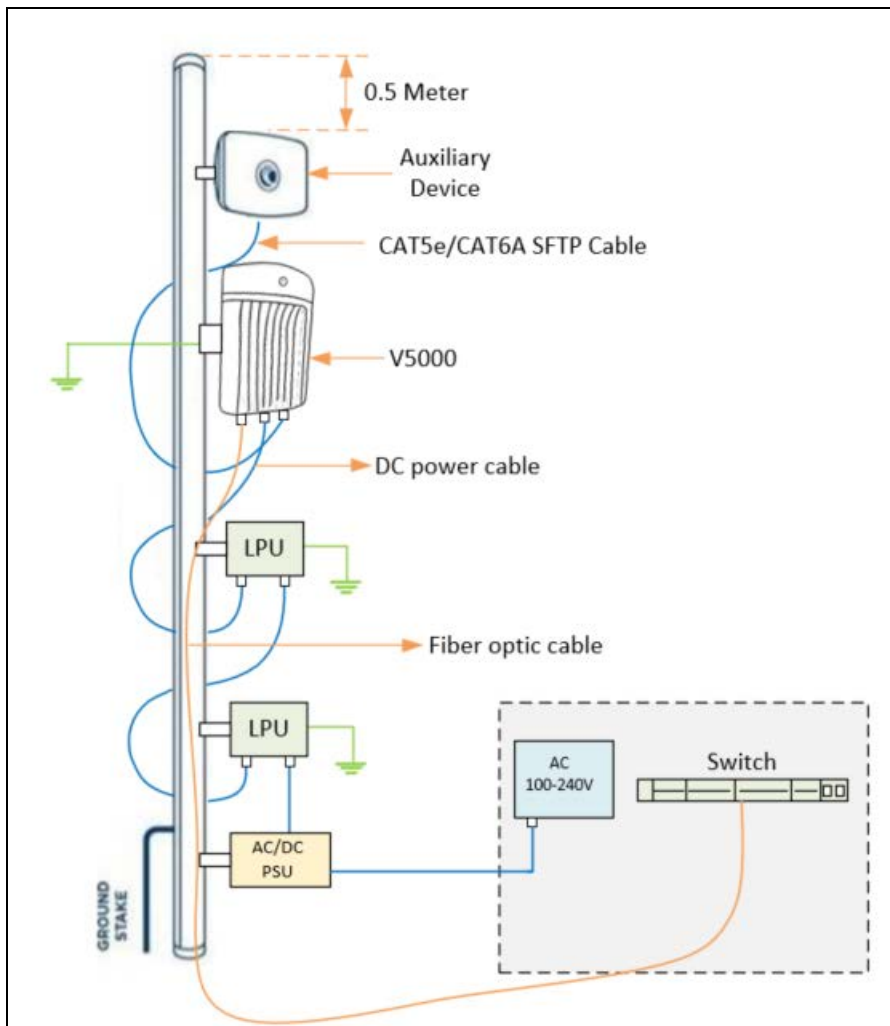 0.5 Meter
Auxiliary
Device
CAT5e/CAT6A SFTP Cable
V5000
DC power cable
LPU
Fiber optic cable
LPU
AC
100-240V
Switch
AC/DC
PSU
GROUND
STAKE